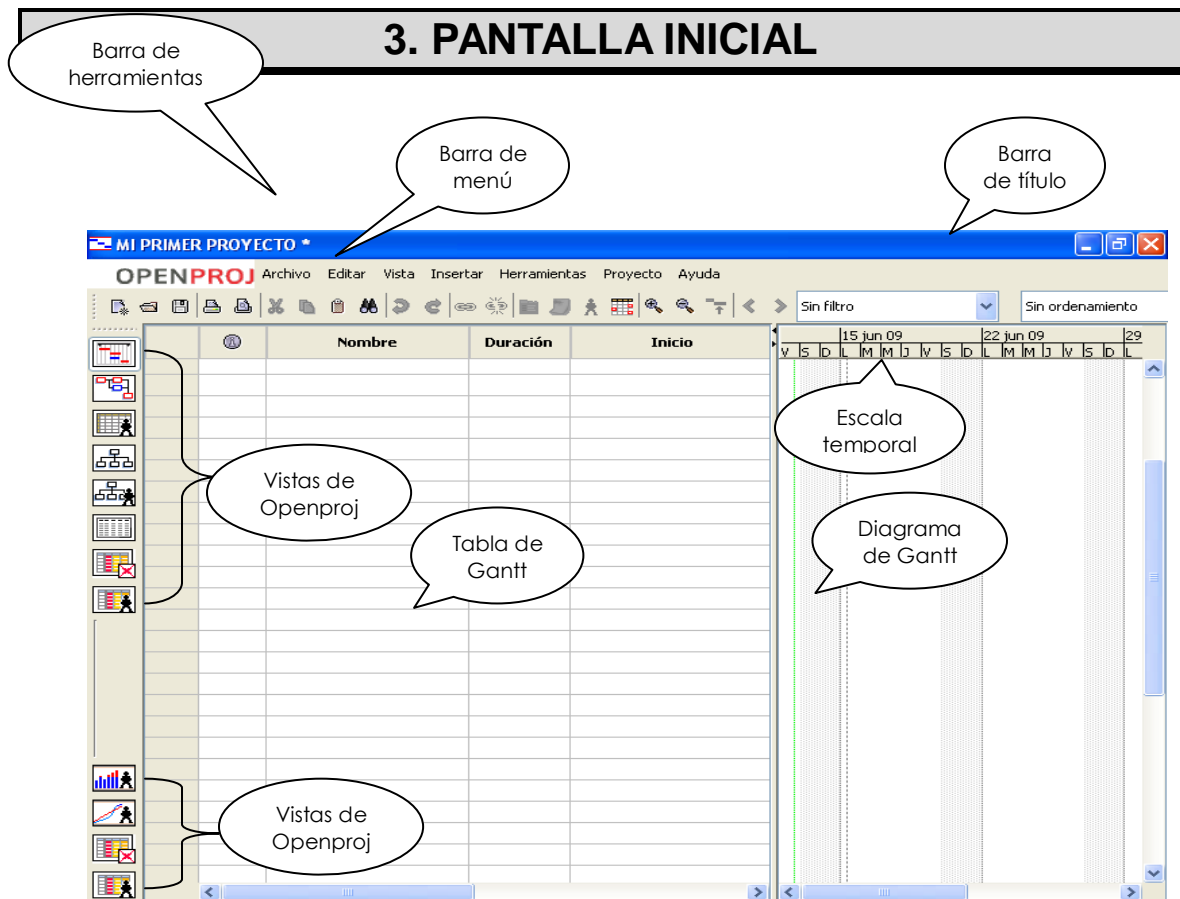 3. PANTALLA INICIAL
Barra de
herramientas
Barra de
menú
Barra
de título
MI PRIMER PROYECTO *
OPENPROJ Archivo Editar Vista Insertar Herramientas Proyecto Ayuda
Sin filtro Sin ordenamiento
Nombre Duración Inicio
15 jun 09 22 jun 09 29
V S D L M M J V S D L M M J V S D L
Escala
temporal
Vistas de
Openproj
Tabla de
Gantt
Diagrama
de Gantt
Vistas de
Openproj